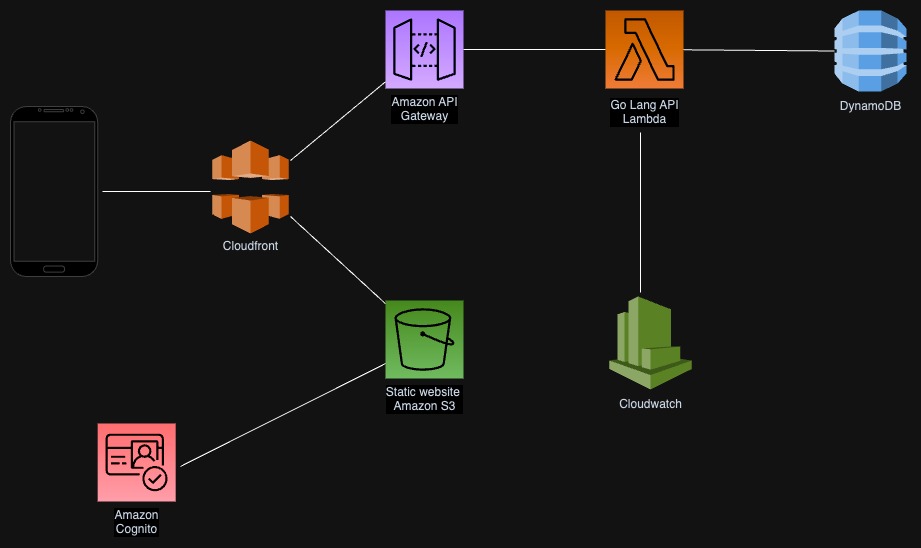 Amazon API
Gateway
</>
Go Lang API
Lambda
DynamoDB
Cloudfront
Static website
Amazon S3
Cloudwatch
Amazon
Cognito